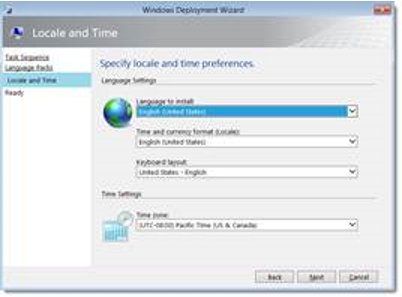 Windows Deployment Wizard
Locale and Time
Task Sequence
Language Packs
Locale and Time
Ready
Specify locale and time preferences.
Language Settings
Language to install:
English (United States)
Time and currency format (Locale):
English (United States)
Keyboard layout:
United States - English
Time Settings
Time zone:
(UTC-08:00) Pacific Time (US & Canada)
Back
Next
Cancel